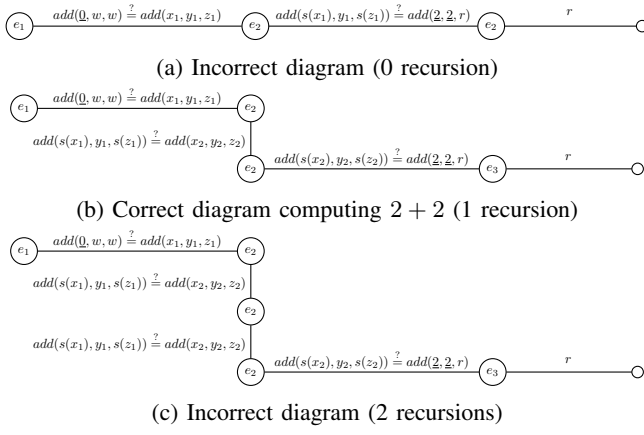 e₁ add(0̲, w, w) ≟ add(x₁, y₁, z₁) e₂ add(s(x₁), y₁, s(z₁)) ≟ add(2̲, 2̲, r) e₂ r
(a) Incorrect diagram (0 recursion)
e₁ add(0̲, w, w) ≟ add(x₁, y₁, z₁) e₂
add(s(x₁), y₁, s(z₁)) ≟ add(x₂, y₂, z₂)
e₂ add(s(x₂), y₂, s(z₂)) ≟ add(2̲, 2̲, r) e₃ r
(b) Correct diagram computing 2 + 2 (1 recursion)
e₁ add(0̲, w, w) ≟ add(x₁, y₁, z₁) e₂
add(s(x₁), y₁, s(z₁)) ≟ add(x₂, y₂, z₂)
e₂
add(s(x₁), y₁, s(z₁)) ≟ add(x₂, y₂, z₂)
e₂ add(s(x₂), y₂, s(z₂)) ≟ add(2̲, 2̲, r) e₃ r
(c) Incorrect diagram (2 recursions)